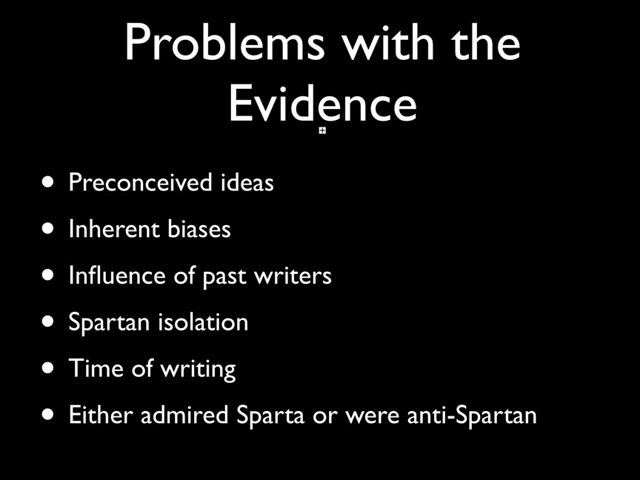 Problems with the
Evidence
• Preconceived ideas
• Inherent biases
• Influence of past writers
• Spartan isolation
• Time of writing
• Either admired Sparta or were anti-Spartan